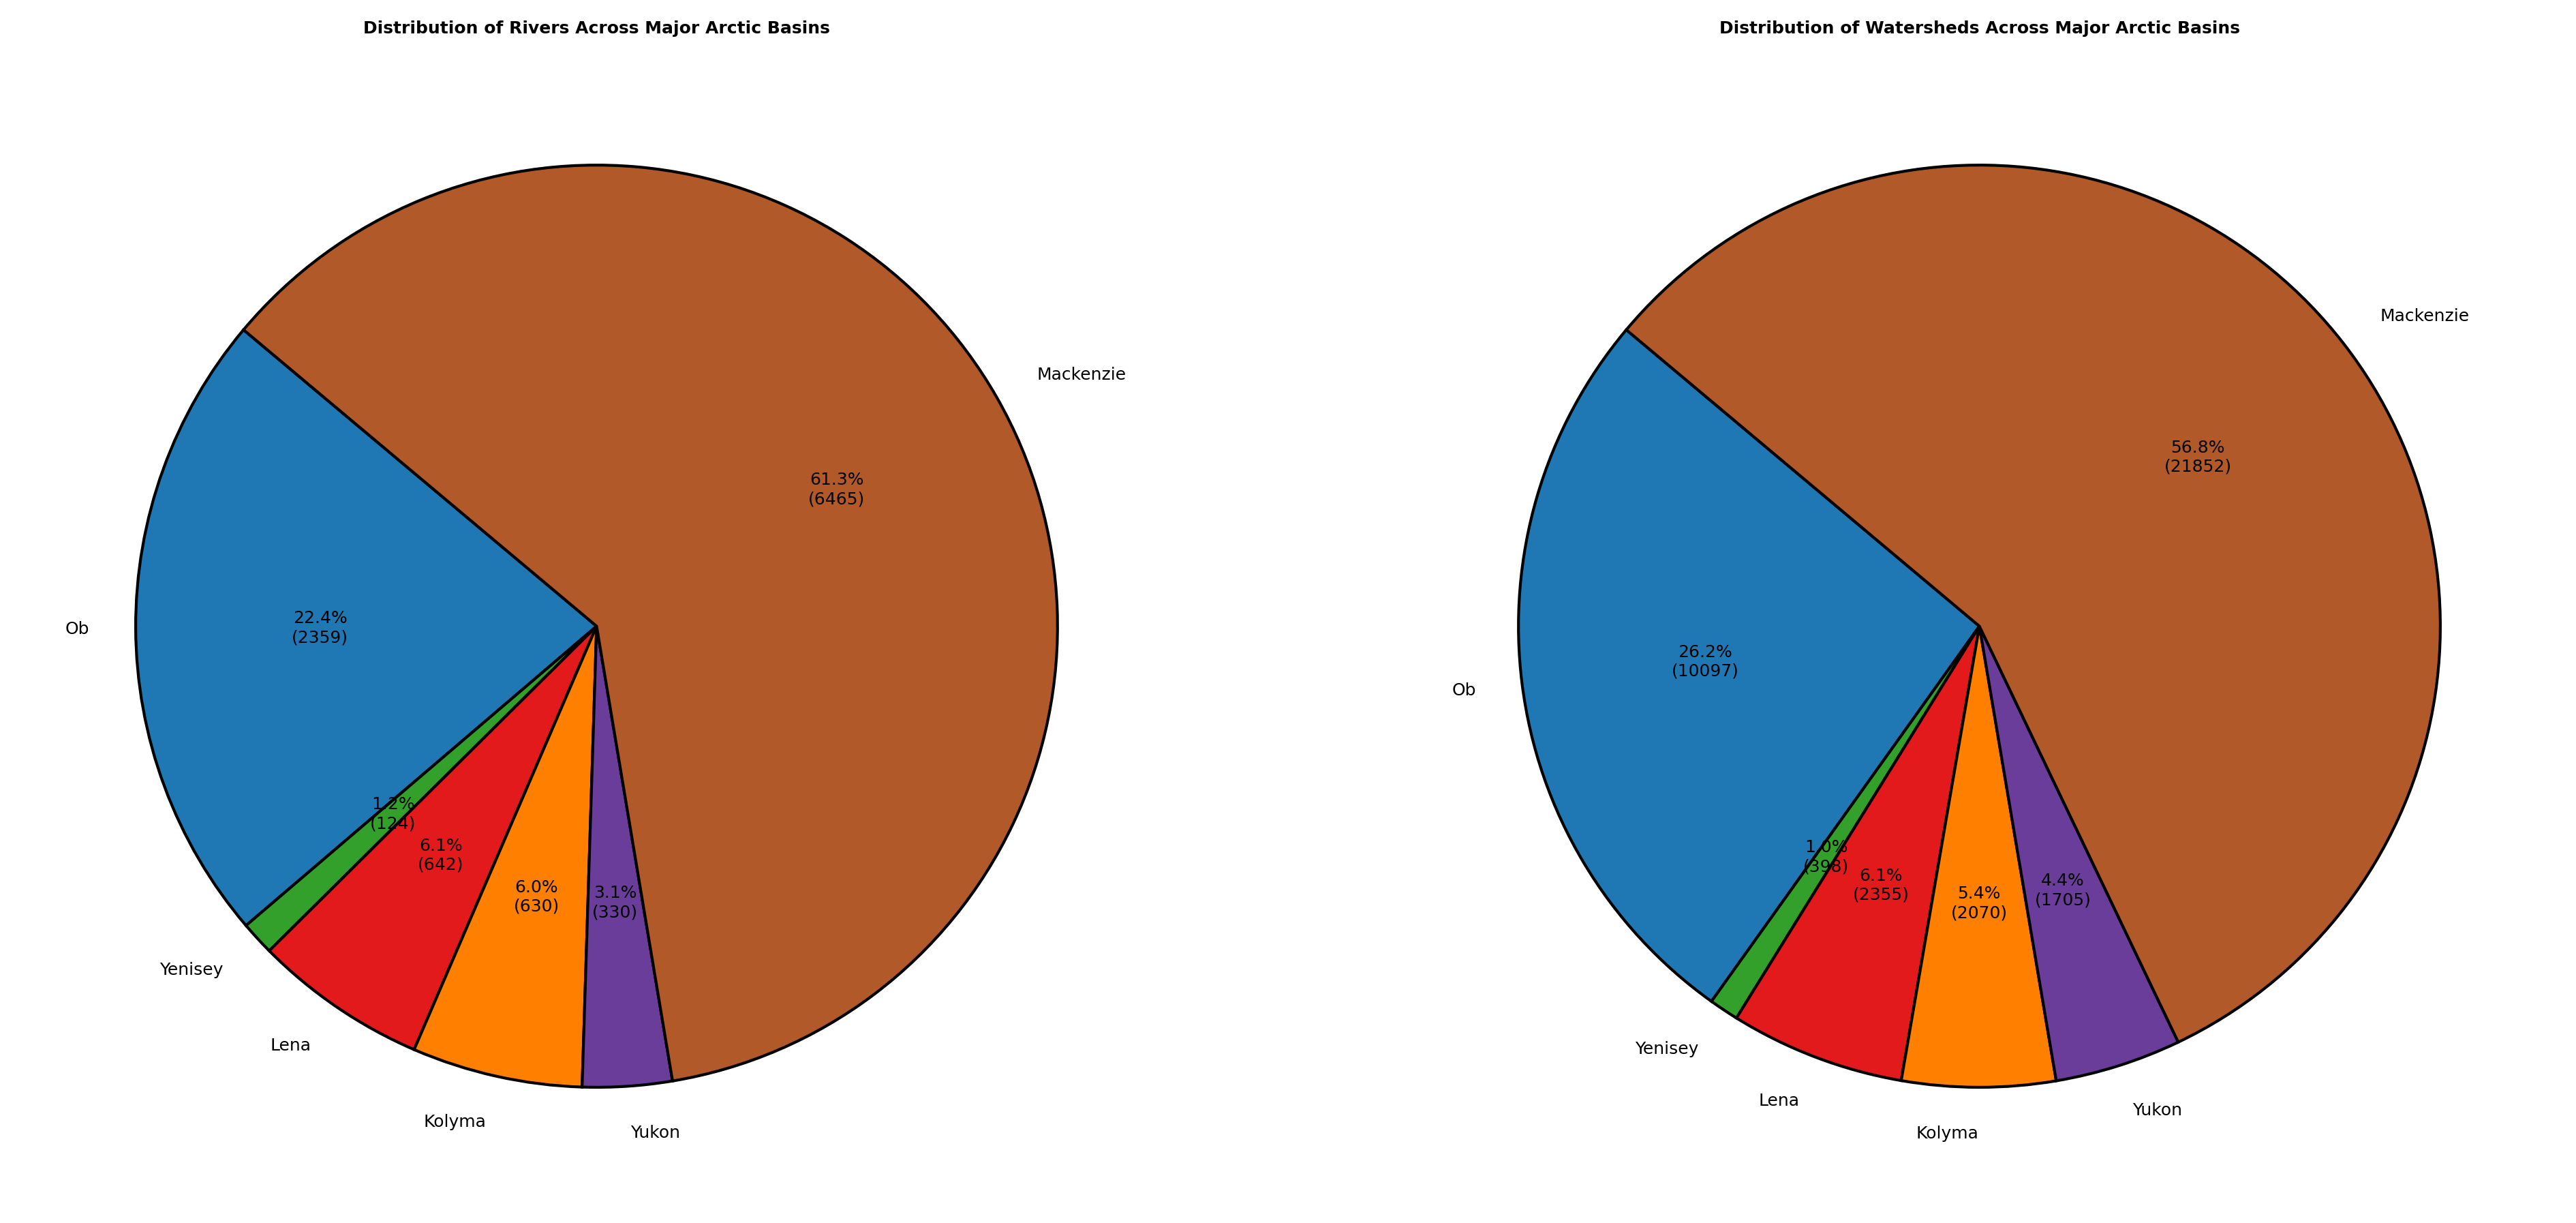 Distribution of Rivers Across Major Arctic Basins
Mackenzie
61.3%
(6465)
22.4%
(2359)
Ob
1.2%
(124)
6.1%
(642)
6.0%
(630)
3.1%
(330)
Yenisey
Lena
Kolyma
Yukon
Distribution of Watersheds Across Major Arctic Basins
Mackenzie
56.8%
(21852)
26.2%
(10097)
Ob
1.0%
(398)
6.1%
(2355)
5.4%
(2070)
4.4%
(1705)
Yenisey
Lena
Kolyma
Yukon